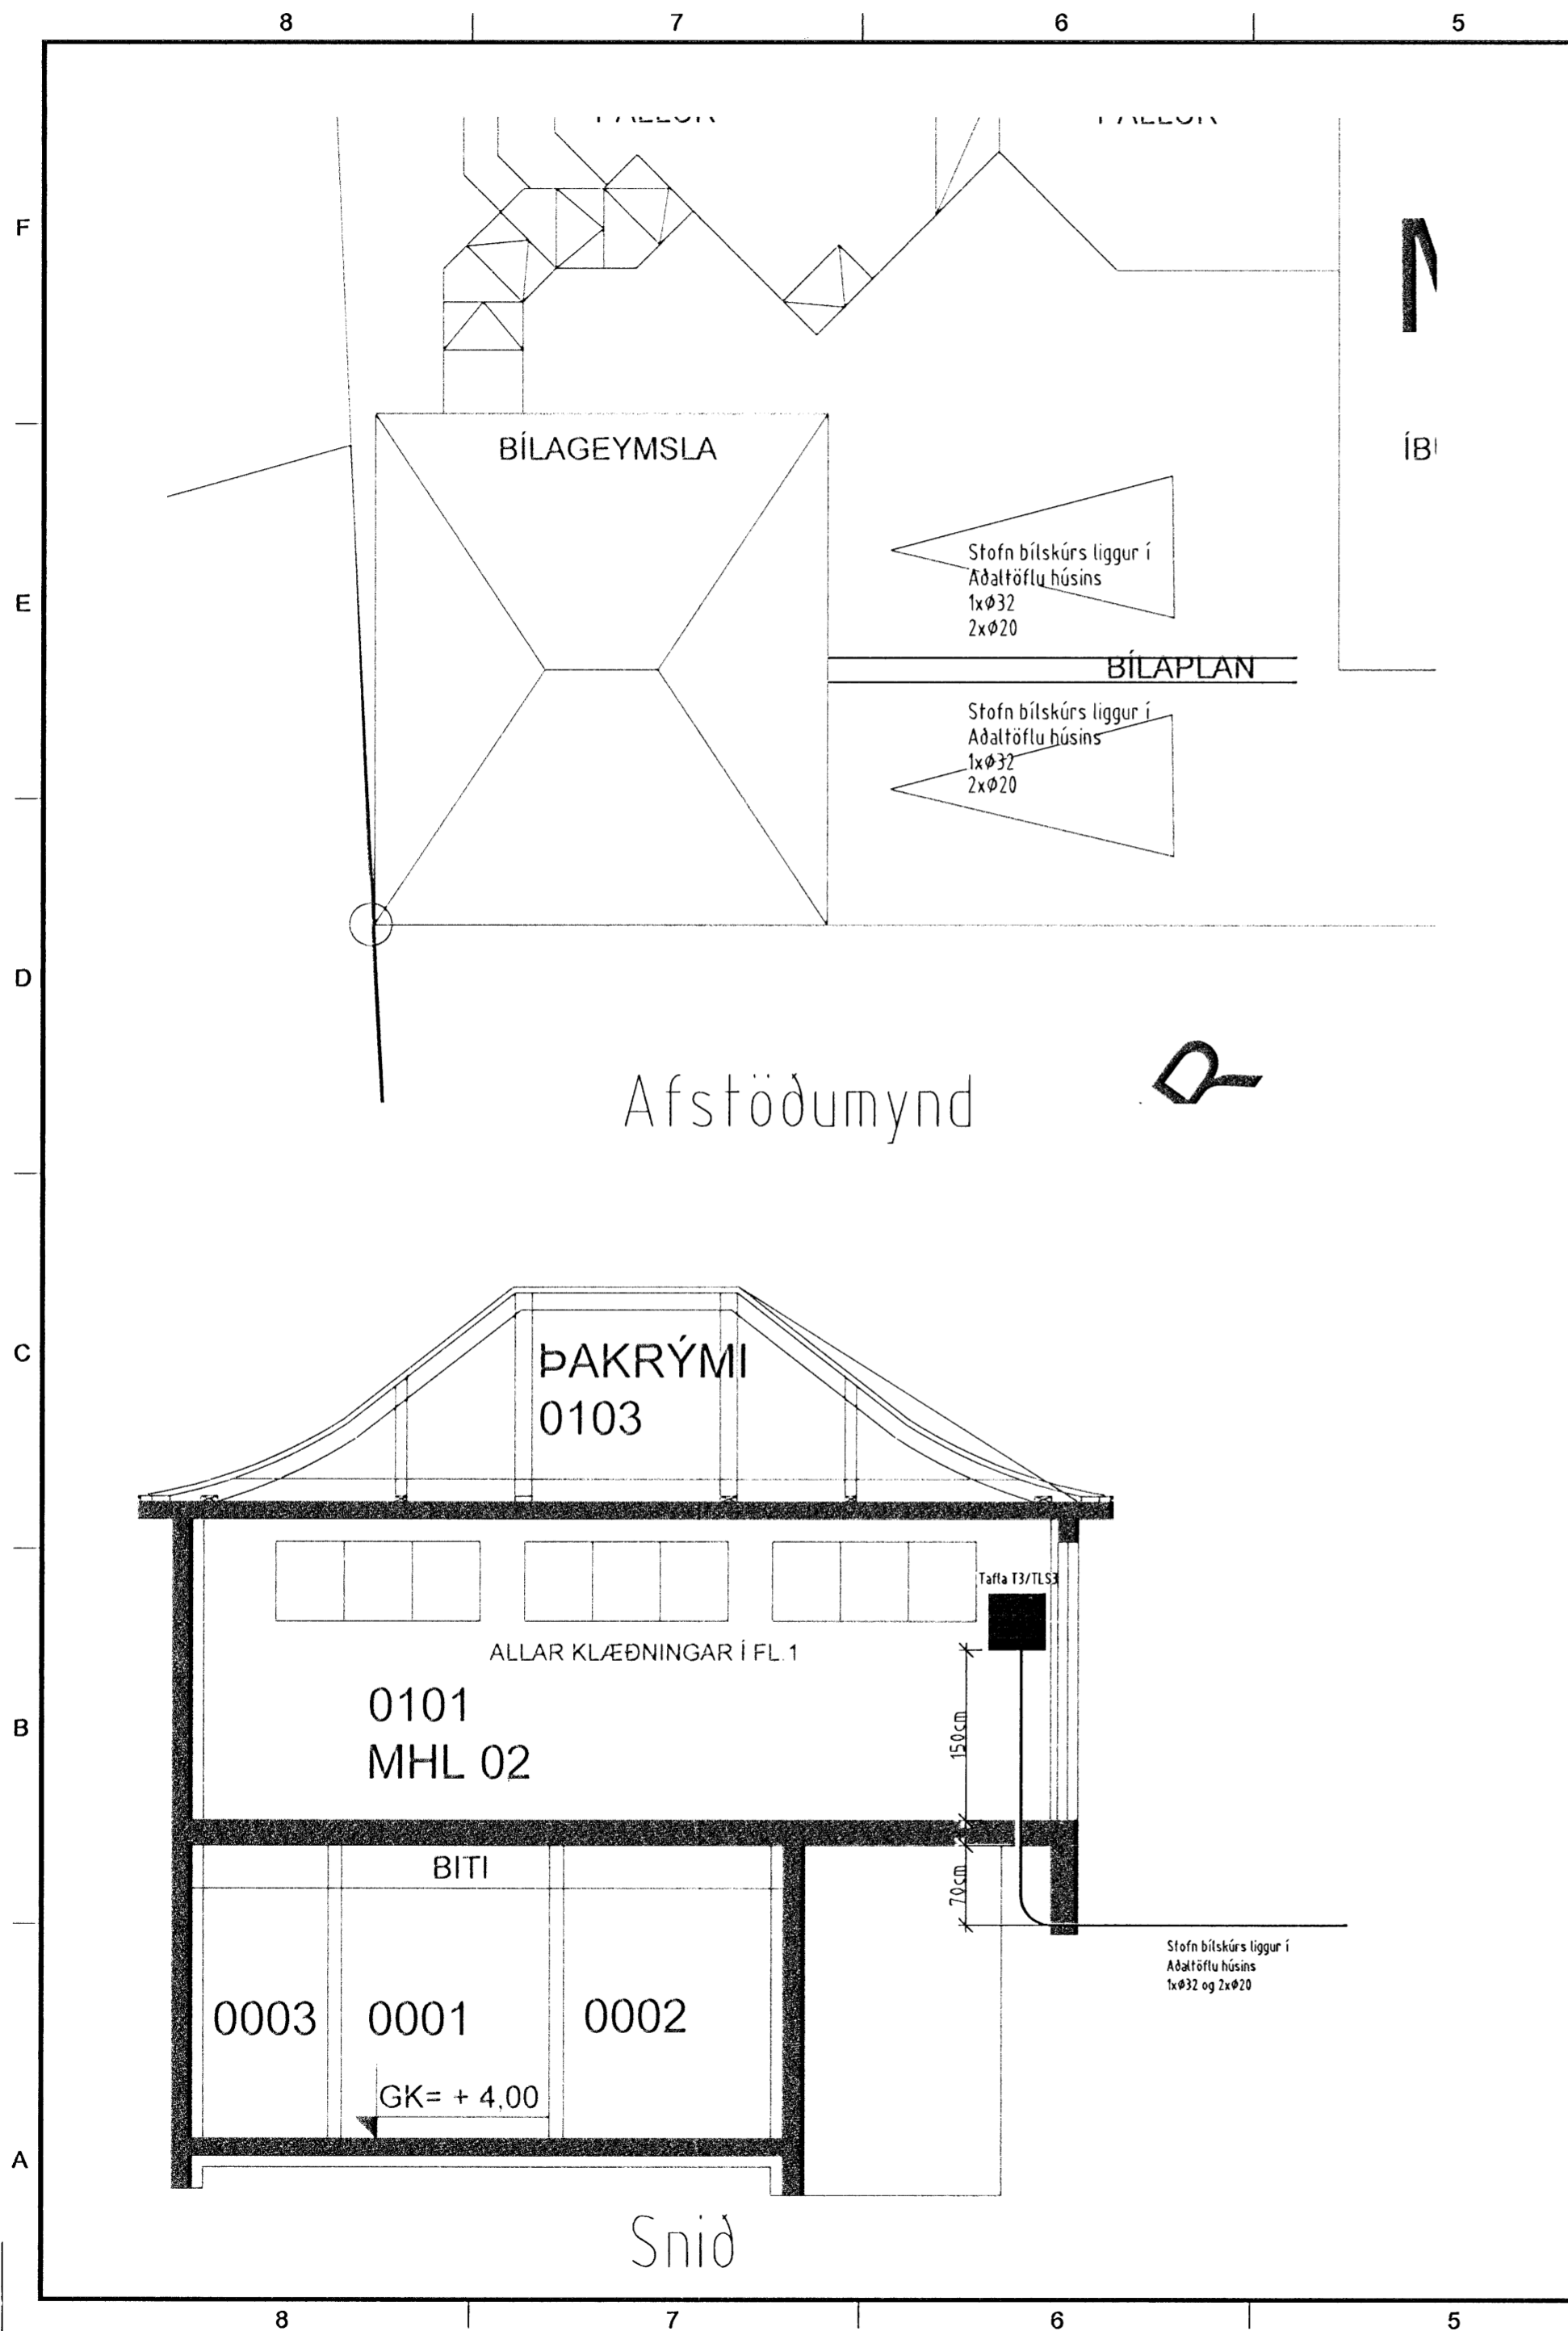 8 7 6 5
F
BÍLAGEYMSLA
Stofn bílskúrs liggur í
Aðaltöflu húsins
1xø32
2xø20
E
BÍLAPLAN
Stofn bílskúrs liggur í
Aðaltöflu húsins
1xø32
2xø20
D
Afstöðumynd
R
C
ÞAKRÝMI
0103
Tafla T3/TLS3
ALLAR KLÆÐNINGAR Í FL.1
0101
MHL 02
150cm
B
BITI
70cm
Stofn bílskúrs liggur í
Aðaltöflu húsins
1xø32 og 2xø20
0003 0001 0002
GK= + 4,00
A
Snið
8 7 6 5